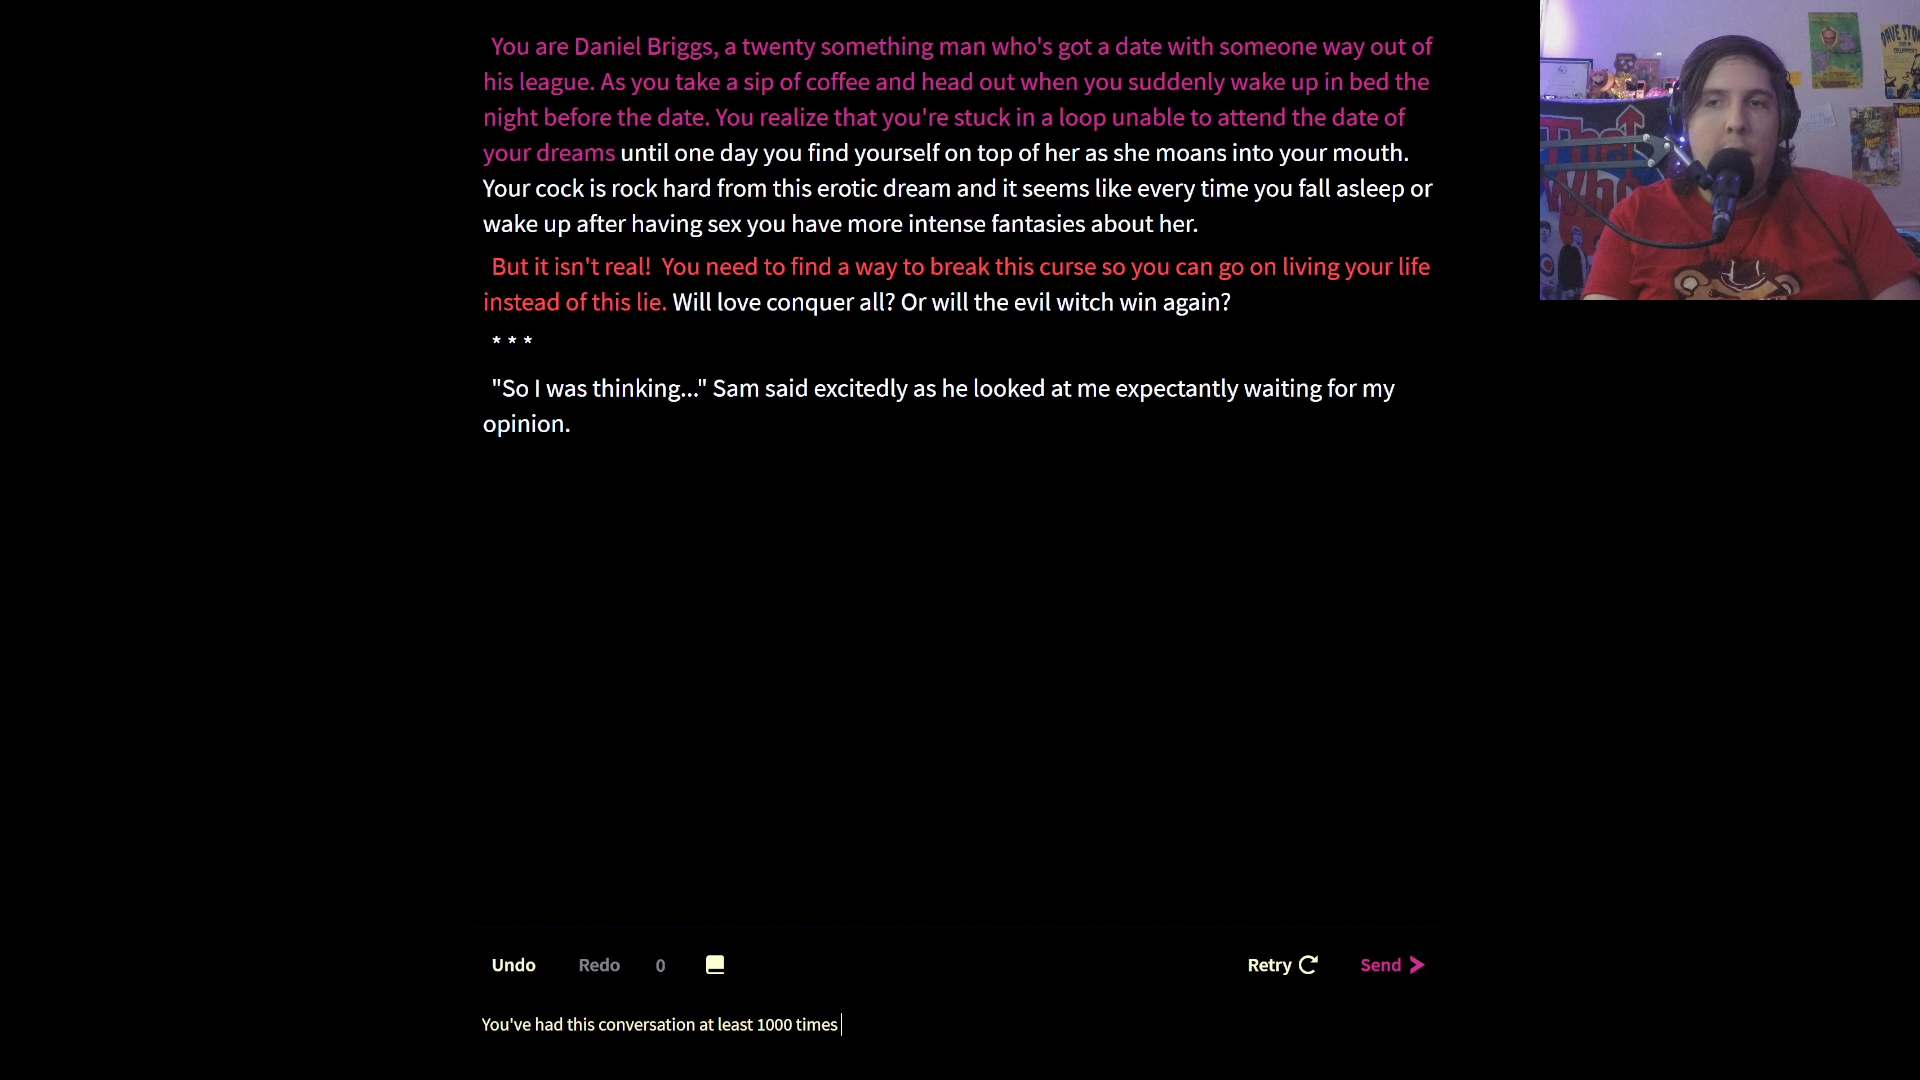 You are Daniel Briggs, a twenty something man who's got a date with someone way out of
his league. As you take a sip of coffee and head out when you suddenly wake up in bed the
night before the date. You realize that you're stuck in a loop unable to attend the date of
your dreams until one day you find yourself on top of her as she moans into your mouth.
Your cock is rock hard from this erotic dream and it seems like every time you fall asleep or
wake up after having sex you have more intense fantasies about her.
But it isn't real!  You need to find a way to break this curse so you can go on living your life
instead of this lie. Will love conquer all? Or will the evil witch win again?
* * *
"So I was thinking..." Sam said excitedly as he looked at me expectantly waiting for my
opinion.
Undo Redo 0 Retry Send
You've had this conversation at least 1000 times